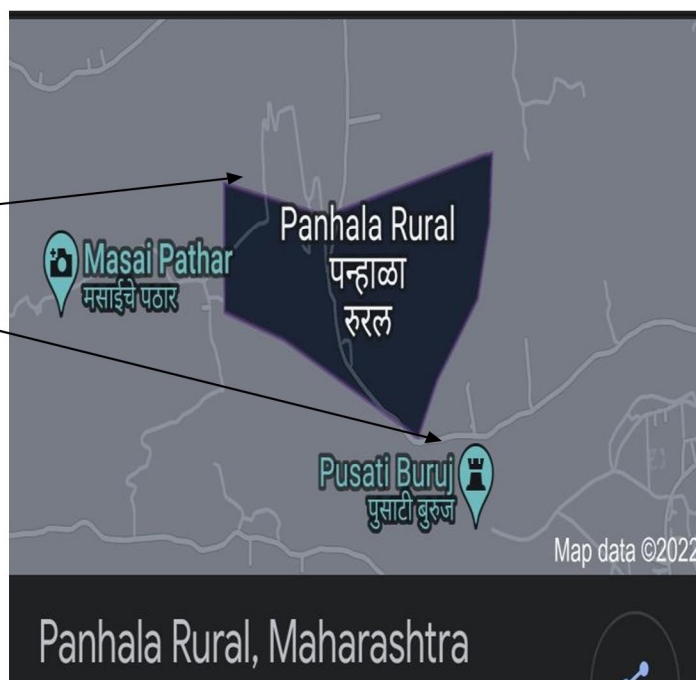 Panhala Rural
पन्हाळा
रुरल
Masai Pathar
मसाईचे पठार
Pusati Buruj
पुसाटी बुरुज
Map data ©2022
Panhala Rural, Maharashtra